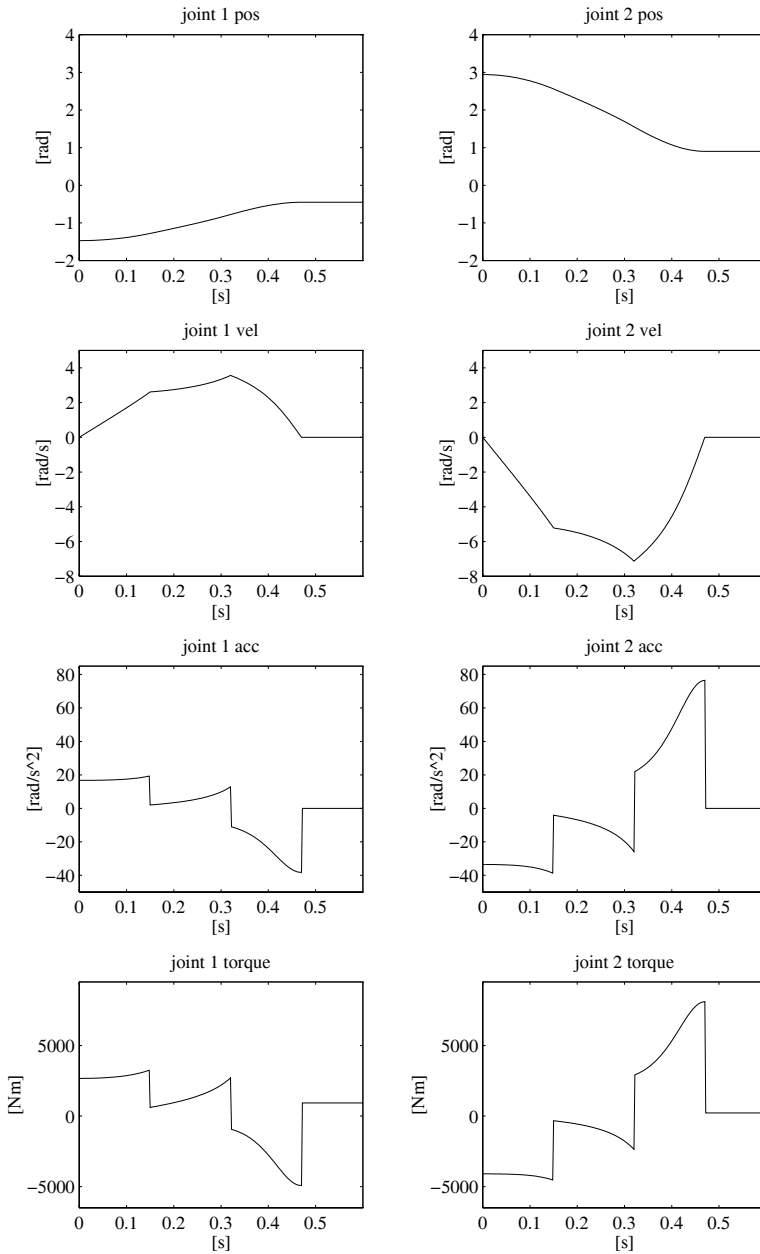 joint 1 pos
4
3
2
1
0
−1
−2
[rad]
0 0.1 0.2 0.3 0.4 0.5
[s]
joint 2 pos
4
3
2
1
0
−1
−2
[rad]
0 0.1 0.2 0.3 0.4 0.5
[s]
joint 1 vel
4
2
0
−2
−4
−6
−8
[rad/s]
0 0.1 0.2 0.3 0.4 0.5
[s]
joint 2 vel
4
2
0
−2
−4
−6
−8
[rad/s]
0 0.1 0.2 0.3 0.4 0.5
[s]
joint 1 acc
80
60
40
20
0
−20
−40
[rad/s^2]
0 0.1 0.2 0.3 0.4 0.5
[s]
joint 2 acc
80
60
40
20
0
−20
−40
[rad/s^2]
0 0.1 0.2 0.3 0.4 0.5
[s]
joint 1 torque
5000
0
−5000
[Nm]
0 0.1 0.2 0.3 0.4 0.5
[s]
joint 2 torque
5000
0
−5000
[Nm]
0 0.1 0.2 0.3 0.4 0.5
[s]